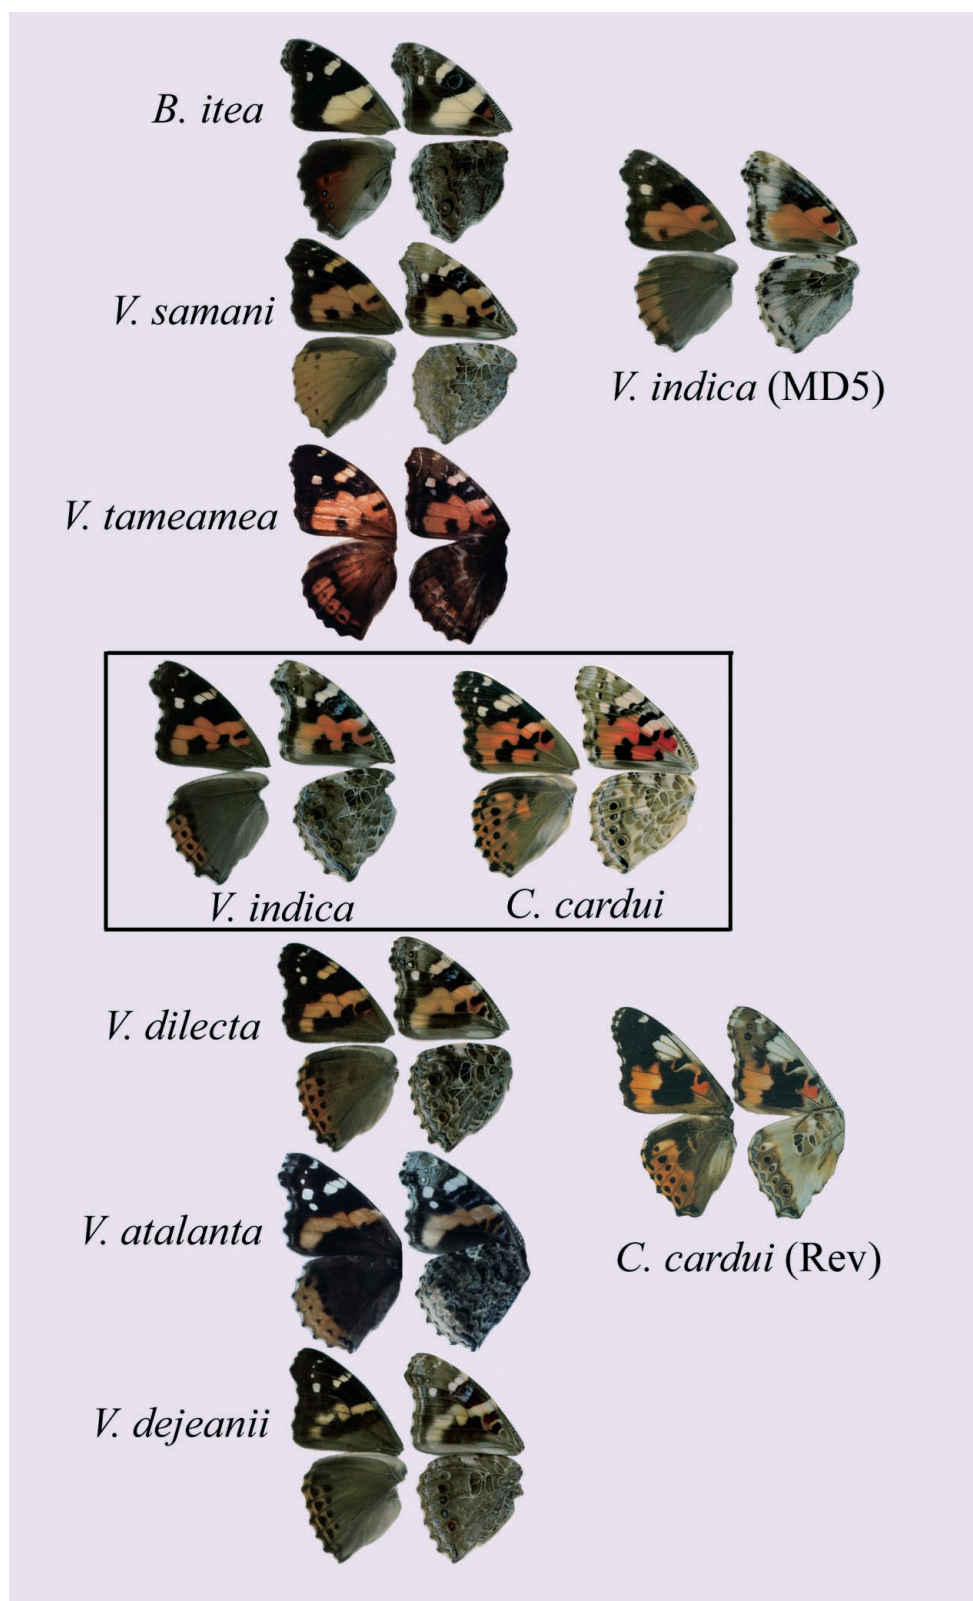 B. itea
V. samani
V. indica (MD5)
V. tameamea
V. indica
C. cardui
V. dilecta
V. atalanta
C. cardui (Rev)
V. dejeanii